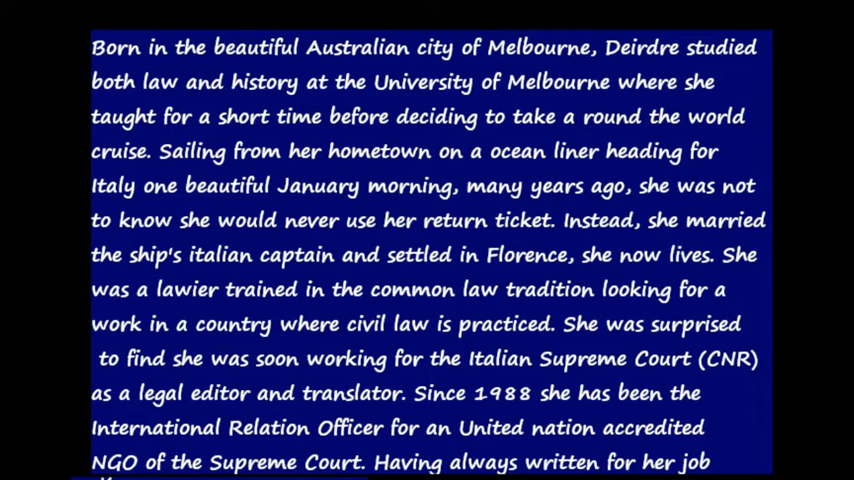 Born in the beautiful Australian city of Melbourne, Deirdre studied
both law and history at the University of Melbourne where she
taught for a short time before deciding to take a round the world
cruise. Sailing from her hometown on a ocean liner heading for
Italy one beautiful January morning, many years ago, she was not
to know she would never use her return ticket. Instead, she married
the ship's italian captain and settled in Florence, she now lives. She
was a lawier trained in the common law tradition looking for a
work in a country where civil law is practiced. She was surprised
to find she was soon working for the Italian Supreme Court (CNR)
as a legal editor and translator. Since 1988 she has been the
International Relation Officer for an United nation accredited
NGO of the Supreme Court. Having always written for her job